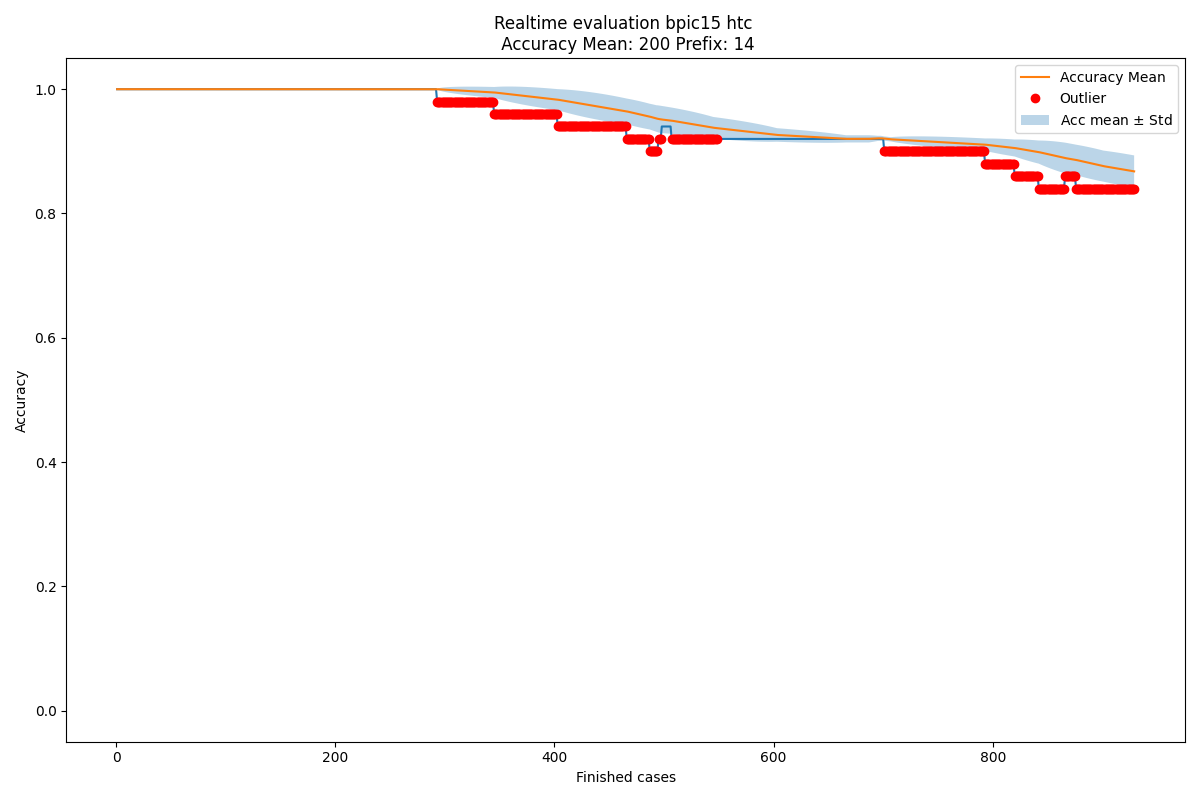 Realtime evaluation bpic15 htc
Accuracy Mean: 200 Prefix: 14
Accuracy Mean
Outlier
Acc mean ± Std
1.0
0.8
0.6
0.4
0.2
0.0
Accuracy
0 200 400 600 800
Finished cases